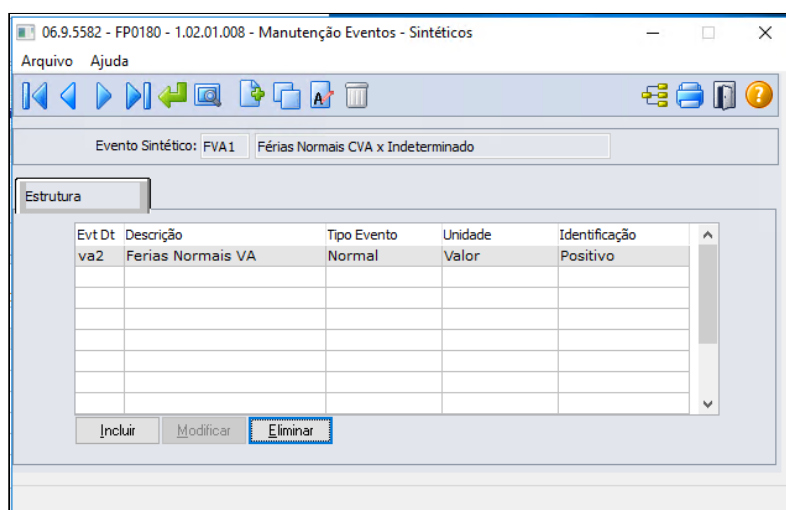 06.9.5582 - FP0180 - 1.02.01.008 - Manutenção Eventos - Sintéticos
Arquivo Ajuda
Evento Sintético: FVA1 Férias Normais CVA x Indeterminado
Estrutura
Evt Dt Descrição Tipo Evento Unidade Identificação
va2 Ferias Normais VA Normal Valor Positivo
Incluir Modificar Eliminar